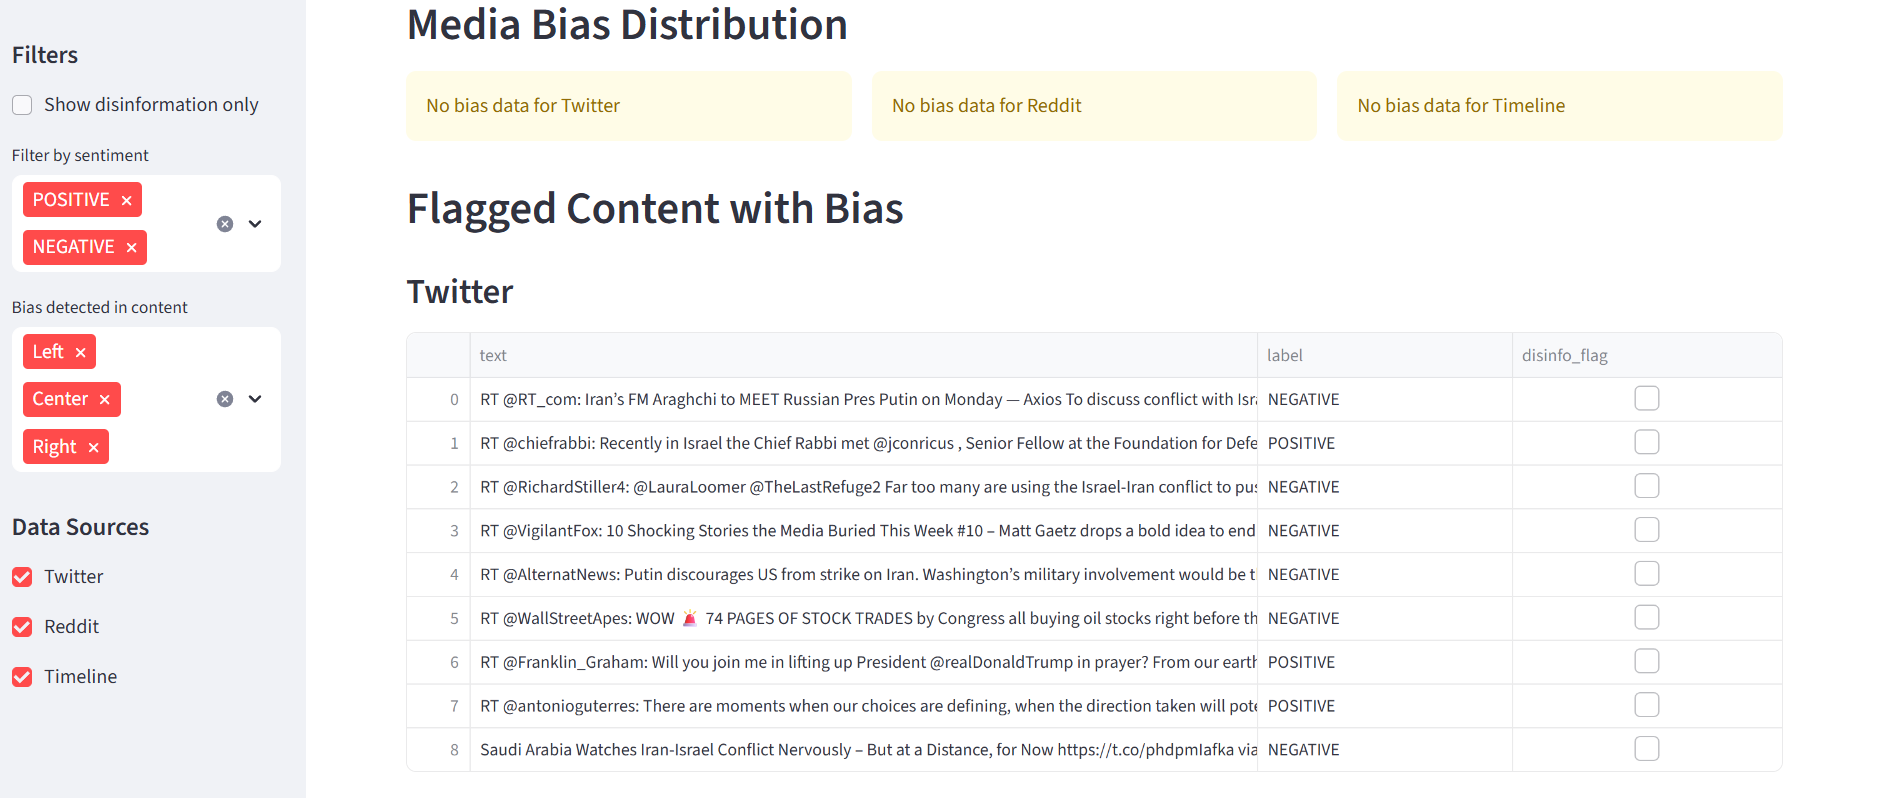 Filters
Show disinformation only
Filter by sentiment
POSITIVE ×
NEGATIVE ×
Bias detected in content
Left ×
Center ×
Right ×
Data Sources
Twitter
Reddit
Timeline
Media Bias Distribution
No bias data for Twitter
No bias data for Reddit
No bias data for Timeline
Flagged Content with Bias
Twitter
text label disinfo_flag
0 RT @RT_com: Iran’s FM Araghchi to MEET Russian Pres Putin on Monday — Axios To discuss conflict with Isra NEGATIVE
1 RT @chiefrabbi: Recently in Israel the Chief Rabbi met @jconricus , Senior Fellow at the Foundation for Defe POSITIVE
2 RT @RichardStiller4: @LauraLoomer @TheLastRefuge2 Far too many are using the Israel-Iran conflict to pus NEGATIVE
3 RT @VigilantFox: 10 Shocking Stories the Media Buried This Week #10 – Matt Gaetz drops a bold idea to end NEGATIVE
4 RT @AlternatNews: Putin discourages US from strike on Iran. Washington’s military involvement would be t NEGATIVE
5 RT @WallStreetApes: WOW 🚨 74 PAGES OF STOCK TRADES by Congress all buying oil stocks right before th NEGATIVE
6 RT @Franklin_Graham: Will you join me in lifting up President @realDonaldTrump in prayer? From our earth POSITIVE
7 RT @antonioguterres: There are moments when our choices are defining, when the direction taken will pote POSITIVE
8 Saudi Arabia Watches Iran-Israel Conflict Nervously – But at a Distance, for Now https://t.co/phdpmIafka via NEGATIVE